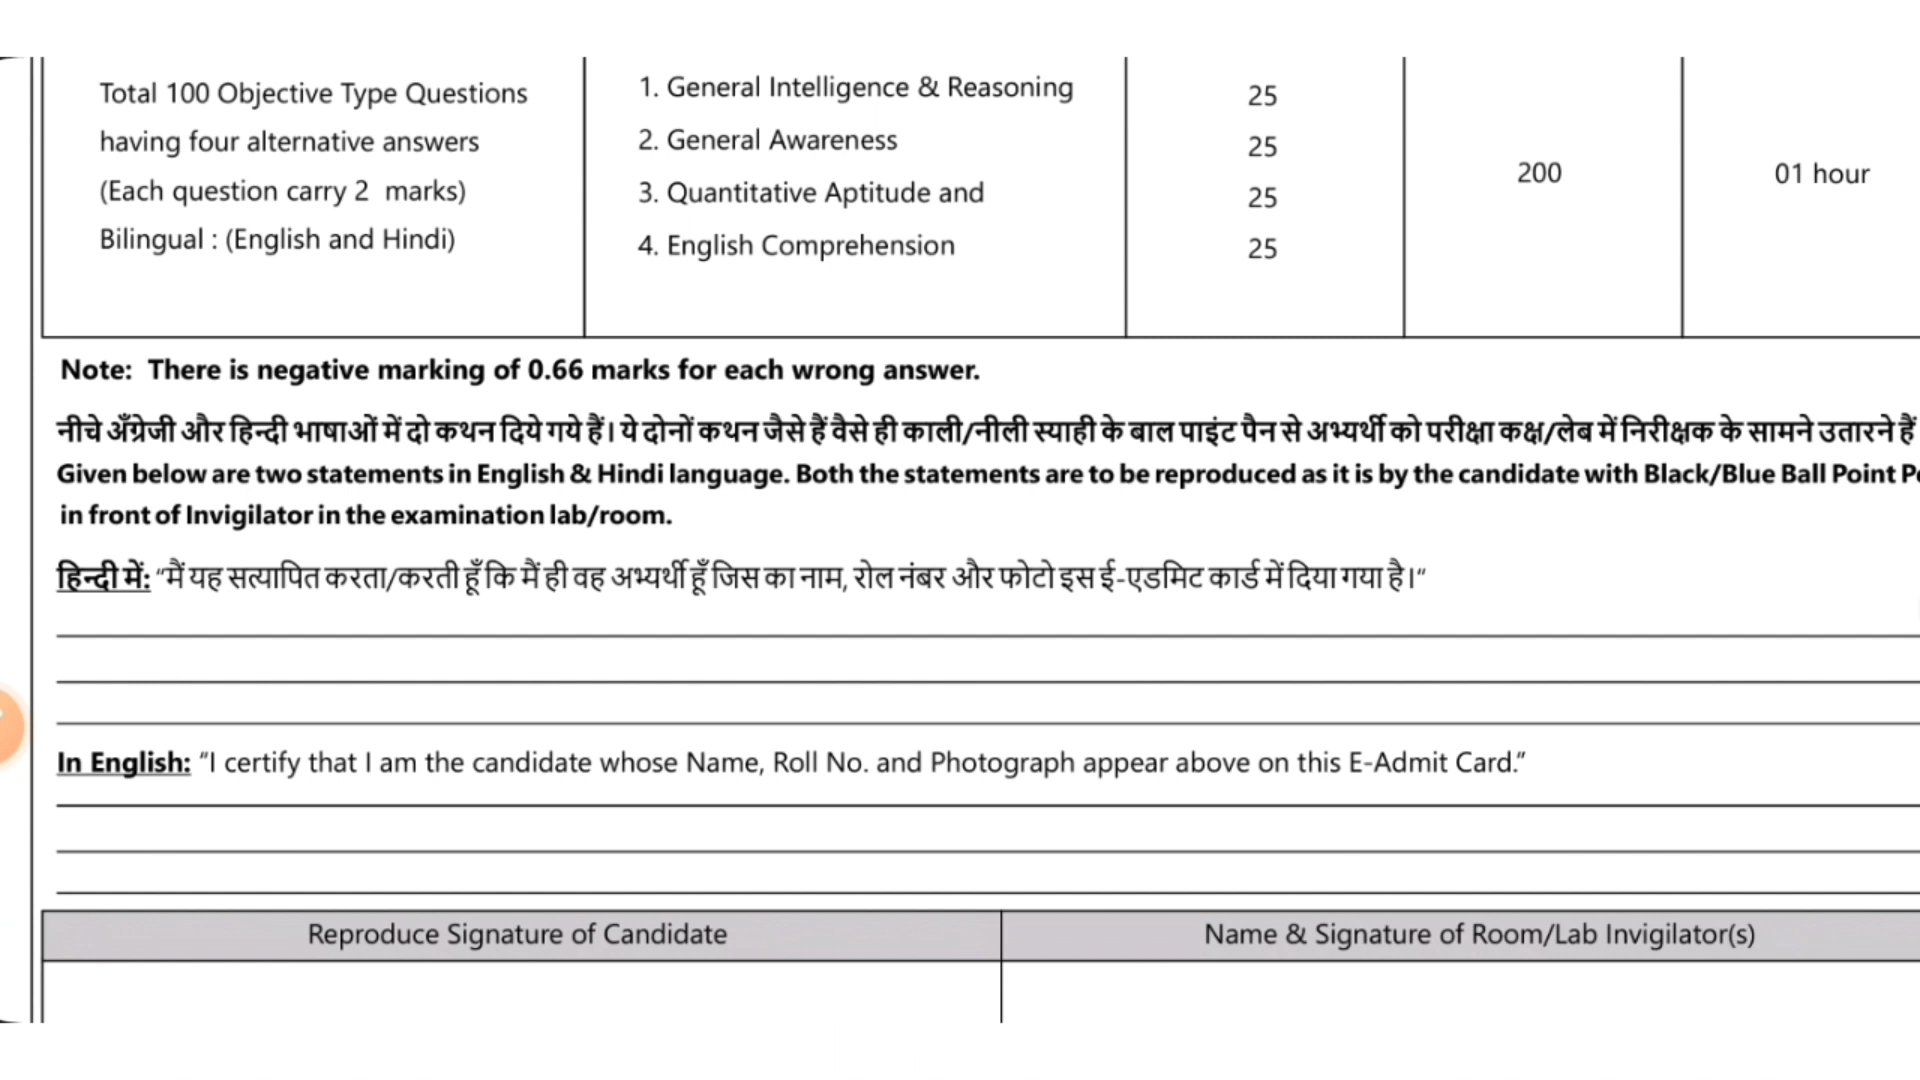 Total 100 Objective Type Questions
having four alternative answers
(Each question carry 2 marks)
Bilingual : (English and Hindi)
1. General Intelligence & Reasoning
2. General Awareness
3. Quantitative Aptitude and
4. English Comprehension
25
25
25
25
200
01 hour
Note: There is negative marking of 0.66 marks for each wrong answer.
नीचे अँग्रेजी और हिन्दी भाषाओं में दो कथन दिये गये हैं। ये दोनों कथन जैसे हैं वैसे ही काली/नीली स्याही के बाल पाइंट पैन से अभ्यर्थी को परीक्षा कक्ष/लेब में निरीक्षक के सामने उतारने हैं
Given below are two statements in English & Hindi language. Both the statements are to be reproduced as it is by the candidate with Black/Blue Ball Point
in front of Invigilator in the examination lab/room.
हिन्दी में: “मैं यह सत्यापित करता/करती हूँ कि मैं ही वह अभ्यर्थी हूँ जिस का नाम, रोल नंबर और फोटो इस ई-एडमिट कार्ड में दिया गया है।“
In English: “I certify that I am the candidate whose Name, Roll No. and Photograph appear above on this E-Admit Card.”
Reproduce Signature of Candidate
Name & Signature of Room/Lab Invigilator(s)